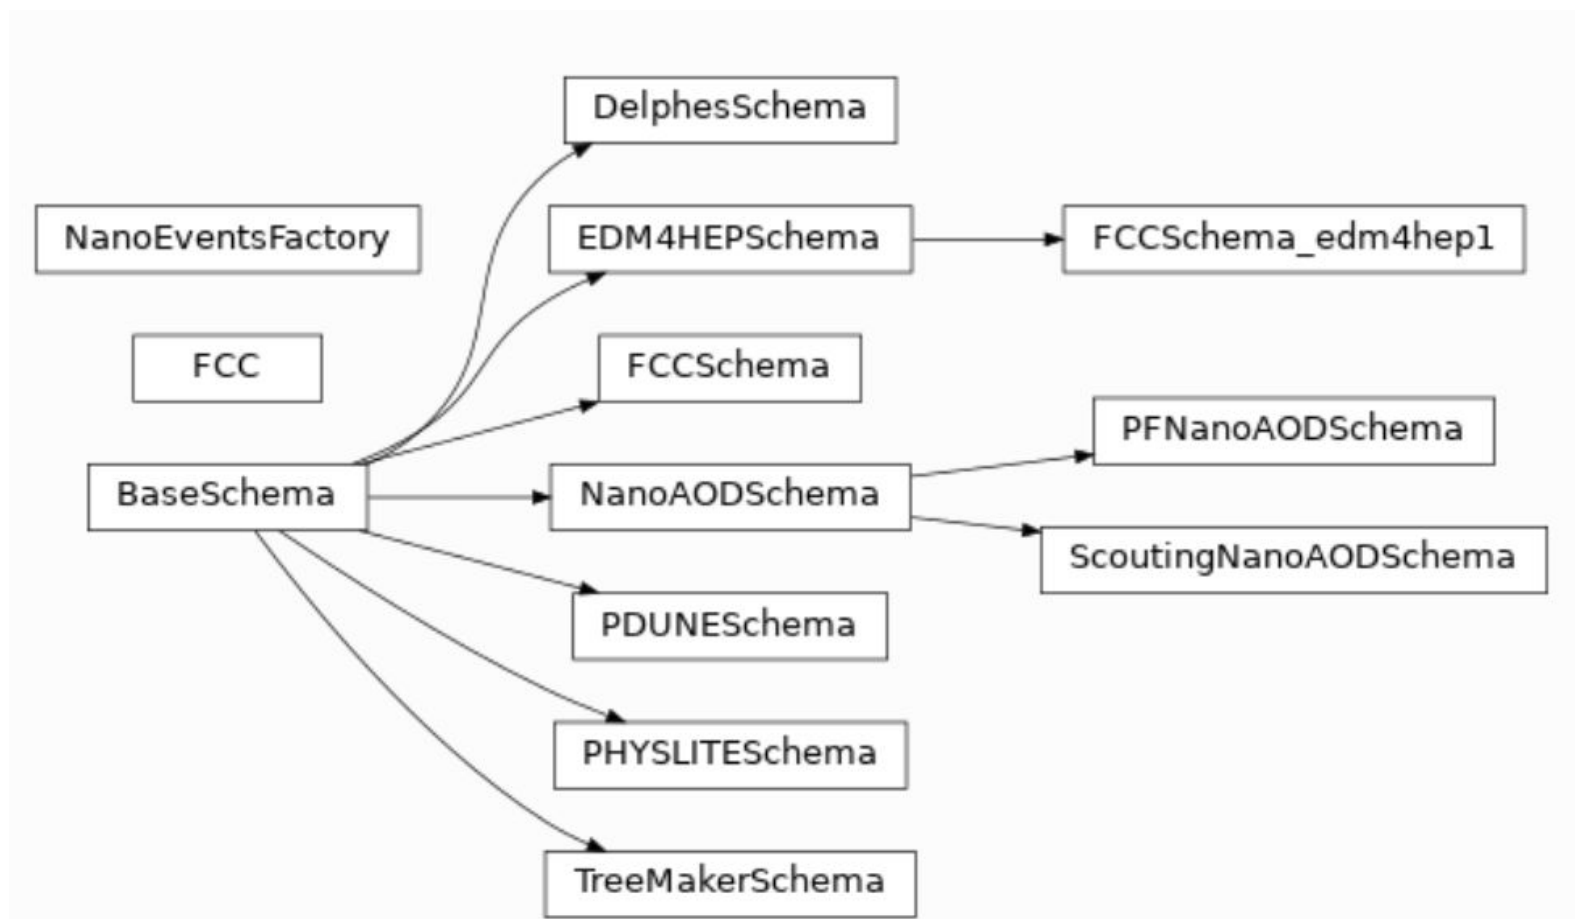 DelphesSchema
NanoEventsFactory
EDM4HEPSchema
FCCSchema_edm4hep1
FCC
FCCSchema
PFNanoAODSchema
BaseSchema
NanoAODSchema
ScoutingNanoAODSchema
PDUNESchema
PHYSLITESchema
TreeMakerSchema